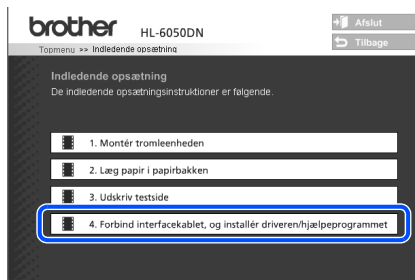 brother HL-6050DN
Afslut
Topmenu >> Indledende opsætning
Tilbage
Indledende opsætning
De indledende opsætningsinstruktioner er følgende.
1. Montér tromleenheden
2. Læg papir i papirbakken
3. Udskriv testside
4. Forbind interfacekablet, og installér driveren/hjælpeprogrammet